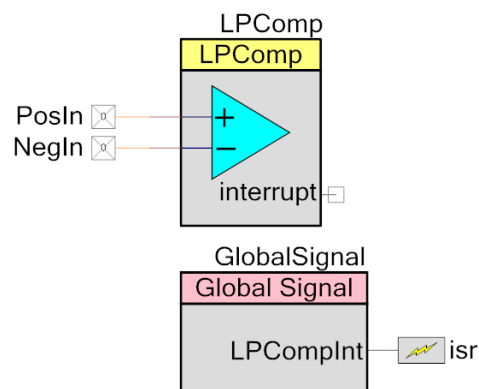 LPComp
LPComp
PosIn
+
NegIn
−
interrupt
GlobalSignal
Global Signal
LPCompInt
isr